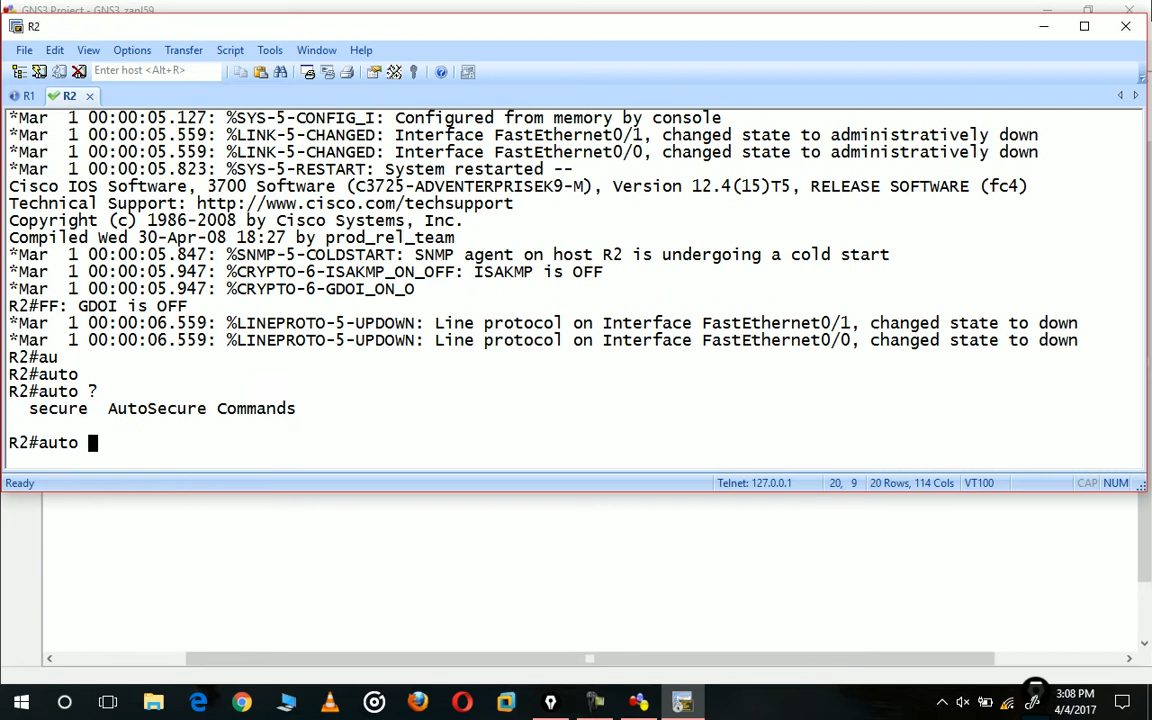 GNS3 Project - GNS3_zanl59
R2
File Edit View Options Transfer Script Tools Window Help
Enter host <Alt+R>
R1 R2
*Mar  1 00:00:05.127: %SYS-5-CONFIG_I: Configured from memory by console
*Mar  1 00:00:05.559: %LINK-5-CHANGED: Interface FastEthernet0/1, changed state to administratively down
*Mar  1 00:00:05.559: %LINK-5-CHANGED: Interface FastEthernet0/0, changed state to administratively down
*Mar  1 00:00:05.823: %SYS-5-RESTART: System restarted --
Cisco IOS Software, 3700 Software (C3725-ADVENTERPRISEK9-M), Version 12.4(15)T5, RELEASE SOFTWARE (fc4)
Technical Support: http://www.cisco.com/techsupport
Copyright (c) 1986-2008 by Cisco Systems, Inc.
Compiled Wed 30-Apr-08 18:27 by prod_rel_team
*Mar  1 00:00:05.847: %SNMP-5-COLDSTART: SNMP agent on host R2 is undergoing a cold start
*Mar  1 00:00:05.947: %CRYPTO-6-ISAKMP_ON_OFF: ISAKMP is OFF
*Mar  1 00:00:05.947: %CRYPTO-6-GDOI_ON_O
R2#FF: GDOI is OFF
*Mar  1 00:00:06.559: %LINEPROTO-5-UPDOWN: Line protocol on Interface FastEthernet0/1, changed state to down
*Mar  1 00:00:06.559: %LINEPROTO-5-UPDOWN: Line protocol on Interface FastEthernet0/0, changed state to down
R2#au
R2#auto
R2#auto ?
  secure  AutoSecure Commands
R2#auto
Ready Telnet: 127.0.0.1 20, 9 20 Rows, 114 Cols VT100 CAP NUM
3:08 PM
4/4/2017